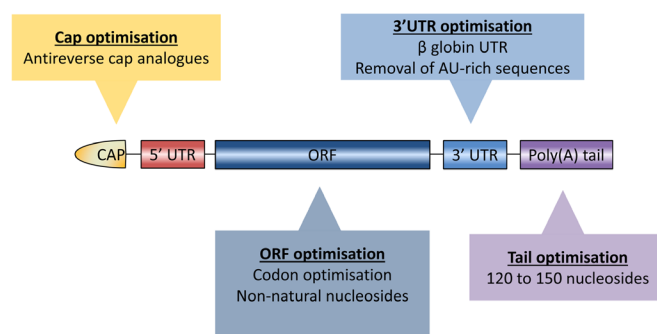 Cap optimisation
Antireverse cap analogues
3'UTR optimisation
β globin UTR
Removal of AU-rich sequences
CAP
5' UTR
ORF
3' UTR
Poly(A) tail
ORF optimisation
Codon optimisation
Non-natural nucleosides
Tail optimisation
120 to 150 nucleosides